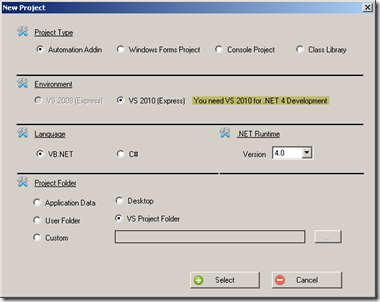 New Project
Project Type
Automation Addin Windows Forms Project Console Project Class Library
Environment
VS 2008 (Express) VS 2010 (Express) You need VS 2010 for .NET 4 Development
Language .NET Runtime
VB.NET C# Version 4.0
Project Folder
Application Data Desktop
User Folder VS Project Folder
Custom ...
Select Cancel